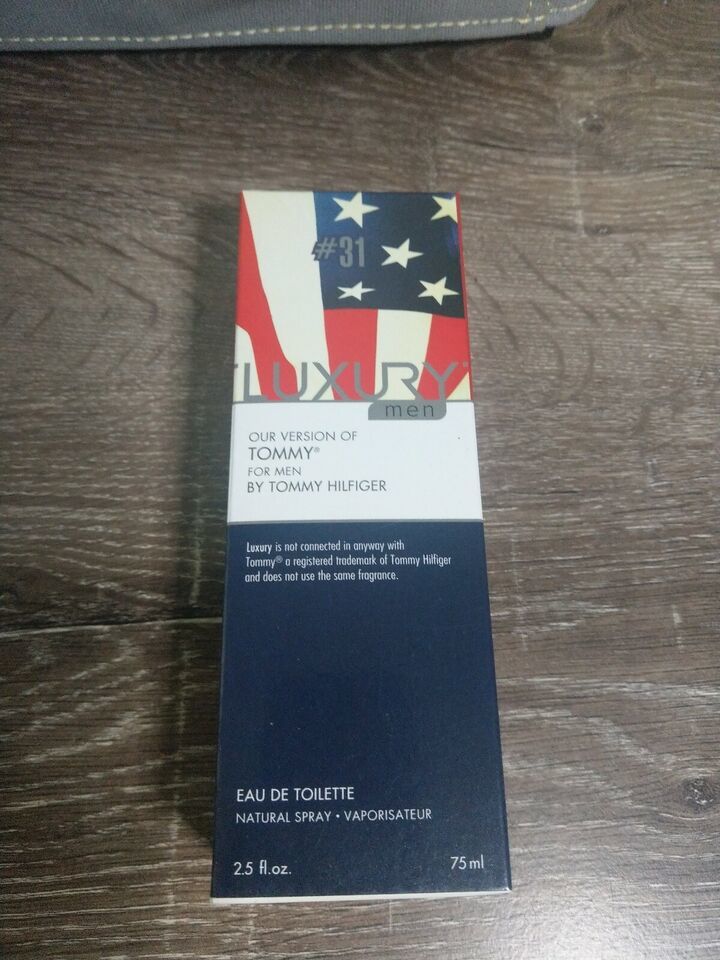 #31
LUXURY
men
OUR VERSION OF
TOMMY®
FOR MEN
BY TOMMY HILFIGER
Luxury is not connected in anyway with
Tommy® a registered trademark of Tommy Hilfiger
and does not use the same fragrance.
EAU DE TOILETTE
NATURAL SPRAY • VAPORISATEUR
2.5 fl.oz. 75 ml